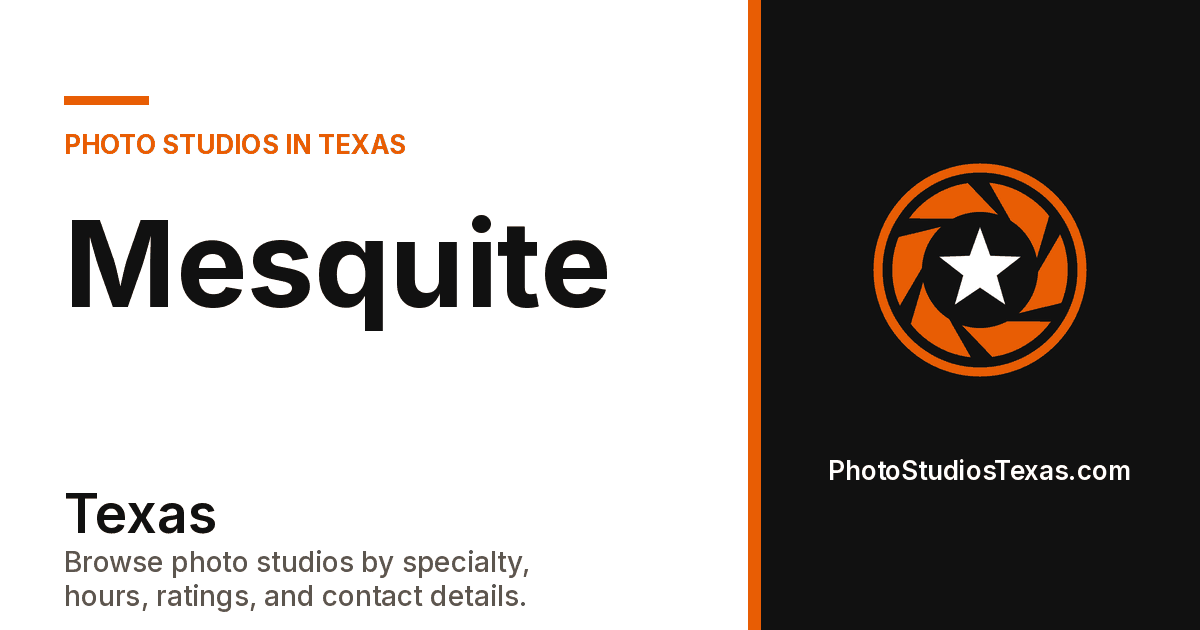 PHOTO STUDIOS IN TEXAS
Mesquite
Texas
Browse photo studios by specialty,
hours, ratings, and contact details.
PhotoStudiosTexas.com